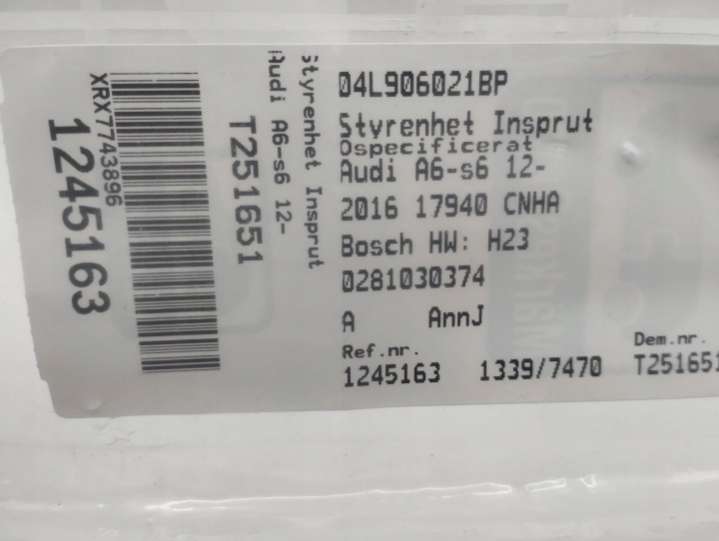 XRX7743896
1245163
T251651
Audi A6-s6 12-
Styrenhet Insprut
04L906021BP
Styrenhet Insprut
Ospecificerat
Audi A6-s6 12-
2016 17940 CNHA
Bosch HW: H23
0281030374
A AnnJ
Ref.nr.
1245163 1339/7470
Dem.nr.
T251651